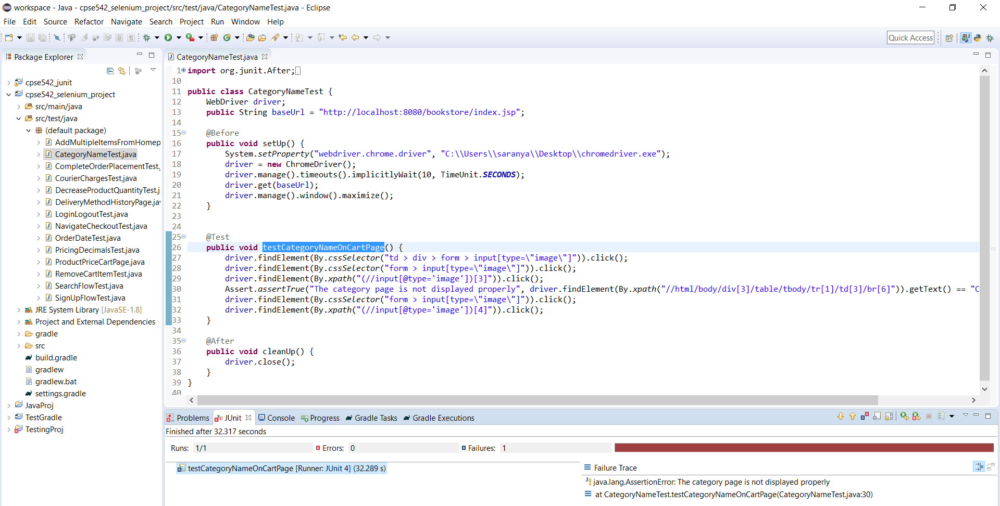 workspace - Java - cpse542_selenium_project/src/test/java/CategoryNameTest.java - Eclipse
File Edit Source Refactor Navigate Search Project Run Window Help
Quick Access
Package Explorer
cpse542_junit
cpse542_selenium_project
src/main/java
src/test/java
(default package)
AddMultipleItemsFromHomep
CategoryNameTest.java
CompleteOrderPlacementTest.
CourierChargesTest.java
DecreaseProductQuantityTest.j
DeliveryMethodHistoryPage.jav
LoginLogoutTest.java
NavigateCheckoutTest.java
OrderDateTest.java
PricingDecimalsTest.java
ProductPriceCartPage.java
RemoveCartItemTest.java
SearchFlowTest.java
SignUpFlowTest.java
JRE System Library [JavaSE-1.8]
Project and External Dependencies
gradle
src
build.gradle
gradlew
gradlew.bat
settings.gradle
JavaProj
TestGradle
TestingProj
CategoryNameTest.java
1 import org.junit.After;
10
11 public class CategoryNameTest {
12 WebDriver driver;
13 public String baseUrl = "http://localhost:8080/bookstore/index.jsp";
14
15 @Before
16 public void setUp() {
17 System.setProperty("webdriver.chrome.driver", "C:\\Users\\saranya\\Desktop\\chromedriver.exe");
18 driver = new ChromeDriver();
19 driver.manage().timeouts().implicitlyWait(10, TimeUnit.SECONDS);
20 driver.get(baseUrl);
21 driver.manage().window().maximize();
22 }
23
24
25 @Test
26 public void testCategoryNameOnCartPage() {
27 driver.findElement(By.cssSelector("td > div > form > input[type=\"image\"]")).click();
28 driver.findElement(By.cssSelector("form > input[type=\"image\"]")).click();
29 driver.findElement(By.xpath("(//input[@type='image'])[3]")).click();
30 Assert.assertTrue("The category page is not displayed properly", driver.findElement(By.xpath("//html/body/div[3]/table/tbody/tr[1]/td[3]/br[6]")).getText() == "C
31 driver.findElement(By.cssSelector("form > input[type=\"image\"]")).click();
32 driver.findElement(By.xpath("(//input[@type='image'])[4]")).click();
33 }
34
35 @After
36 public void cleanUp() {
37 driver.close();
38 }
39 }
40
Problems JUnit Console Progress Gradle Tasks Gradle Executions
Finished after 32.317 seconds
Runs: 1/1 Errors: 0 Failures: 1
testCategoryNameOnCartPage [Runner: JUnit 4] (32.289 s)
Failure Trace
java.lang.AssertionError: The category page is not displayed properly
at CategoryNameTest.testCategoryNameOnCartPage(CategoryNameTest.java:30)